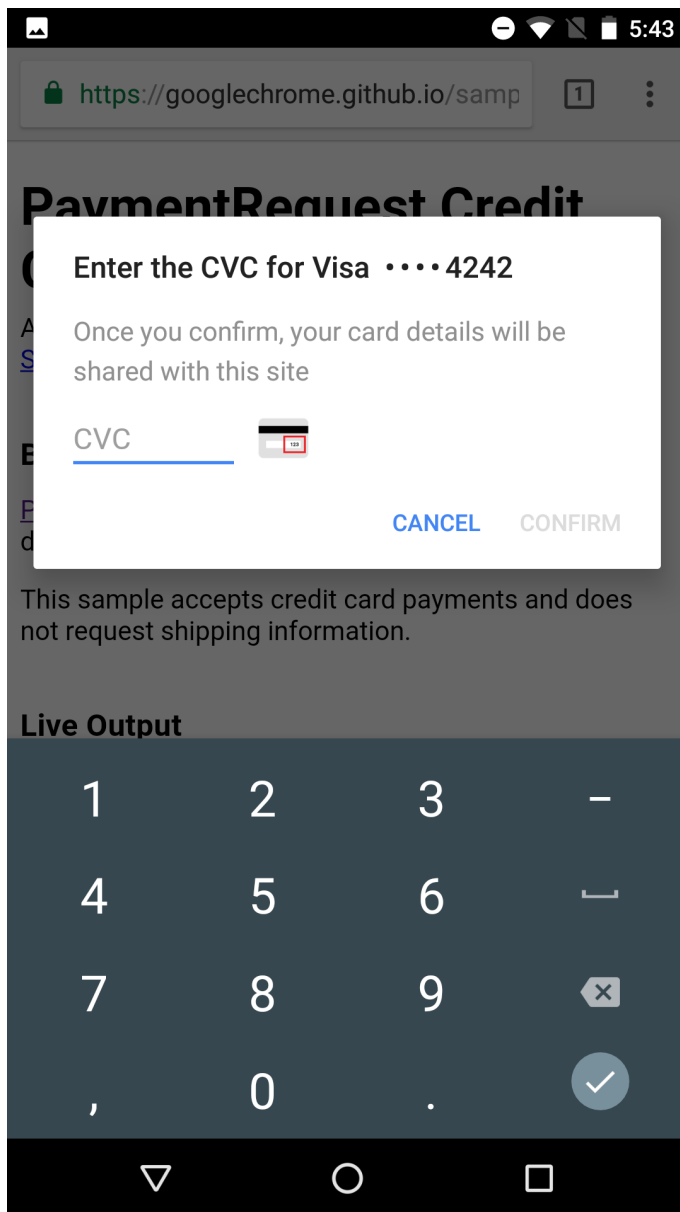 5:43
https://googlechrome.github.io/samp
1
PaymentRequest Credit
Enter the CVC for Visa ····4242
Once you confirm, your card details will be
shared with this site
CVC
123
CANCEL CONFIRM
This sample accepts credit card payments and does
not request shipping information.
Live Output
1 2 3 –
4 5 6
7 8 9
, 0 .